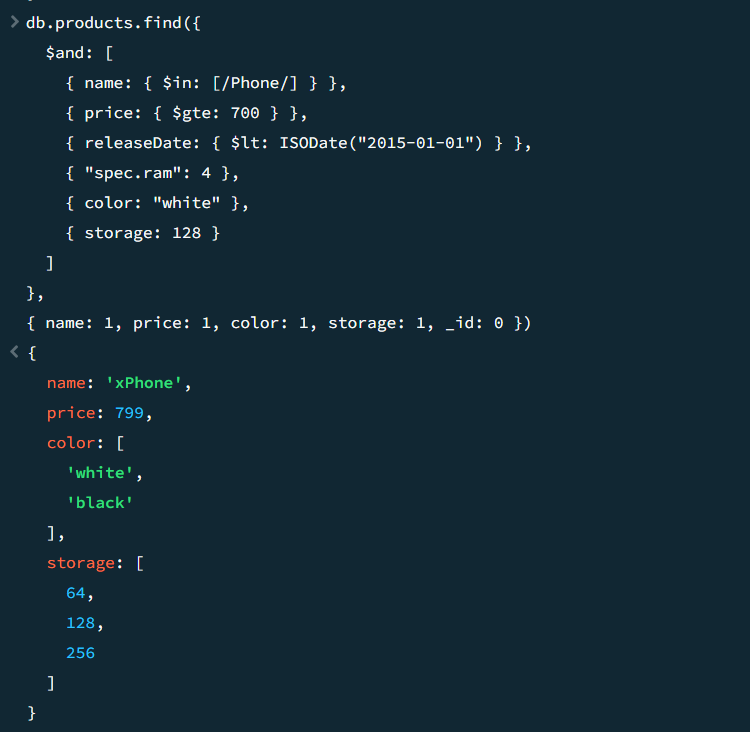 > db.products.find({
$and: [
{ name: { $in: [/Phone/] } },
{ price: { $gte: 700 } },
{ releaseDate: { $lt: ISODate("2015-01-01") } },
{ "spec.ram": 4 },
{ color: "white" },
{ storage: 128 }
]
},
{ name: 1, price: 1, color: 1, storage: 1, _id: 0 })
< {
name: 'xPhone',
price: 799,
color: [
'white',
'black'
],
storage: [
64,
128,
256
]
}